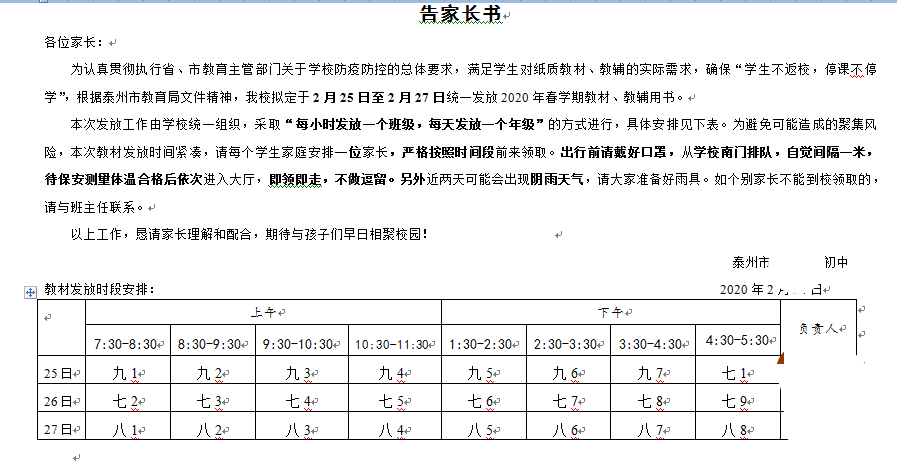 告家长书
各位家长：
为认真贯彻执行省、市教育主管部门关于学校防疫防控的总体要求，满足学生对纸质教材、教辅的实际需求，确保“学生不返校，停课不停
学”，根据泰州市教育局文件精神，我校拟定于2月25日至2月27日统一发放2020年春学期教材、教辅用书。
本次发放工作由学校统一组织，采取“每小时发放一个班级，每天发放一个年级”的方式进行，具体安排见下表。为避免可能造成的聚集风
险，本次教材发放时间紧凑，请每个学生家庭安排一位家长，严格按照时间段前来领取。出行前请戴好口罩，从学校南门排队，自觉间隔一米，
待保安测量体温合格后依次进入大厅，即领即走，不做逗留。另外近两天可能会出现阴雨天气，请大家准备好雨具。如个别家长不能到校领取的，
请与班主任联系。
以上工作，恳请家长理解和配合，期待与孩子们早日相聚校园！
泰州市 初中
教材发放时段安排： 2020年2月 日
上午 下午 负责人
7:30-8:30 8:30-9:30 9:30-10:30 10:30-11:30 1:30-2:30 2:30-3:30 3:30-4:30 4:30-5:30
25日 九1 九2 九3 九4 九5 九6 九7 七1
26日 七2 七3 七4 七5 七6 七7 七8 七9
27日 八1 八2 八3 八4 八5 八6 八7 八8